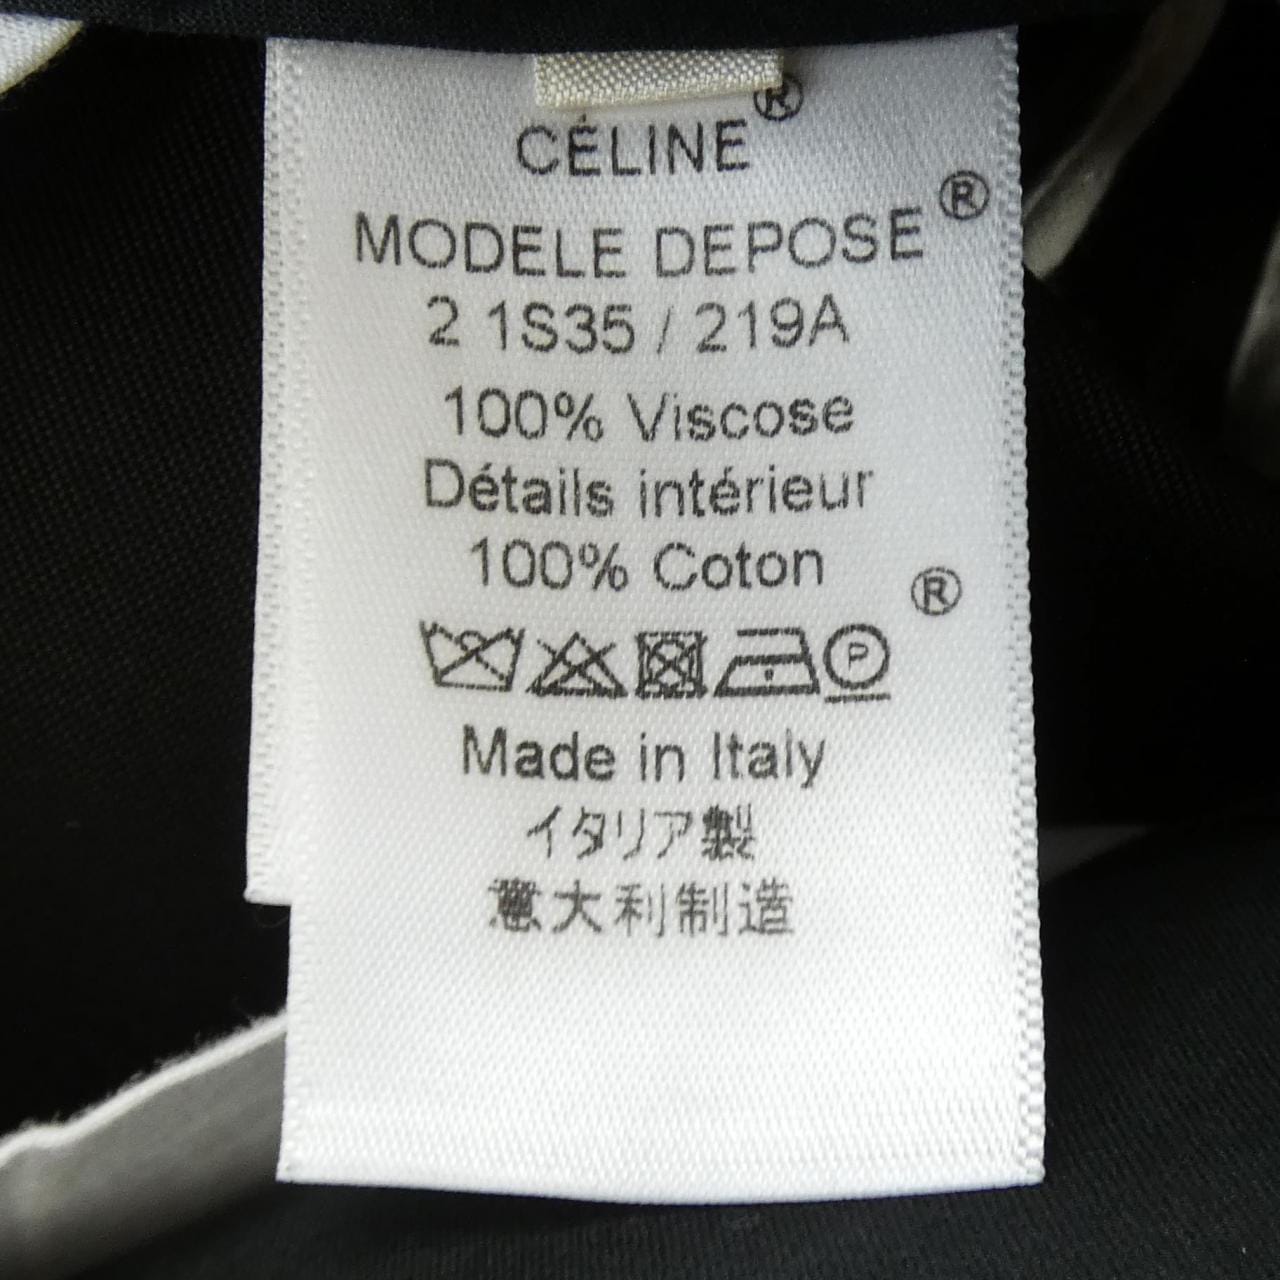 CÉLINE®
MODELE DEPOSE®
2 1S35 / 219A
100% Viscose
Détails intérieur
100% Coton
®
P
Made in Italy
イタリア製
意大利制造